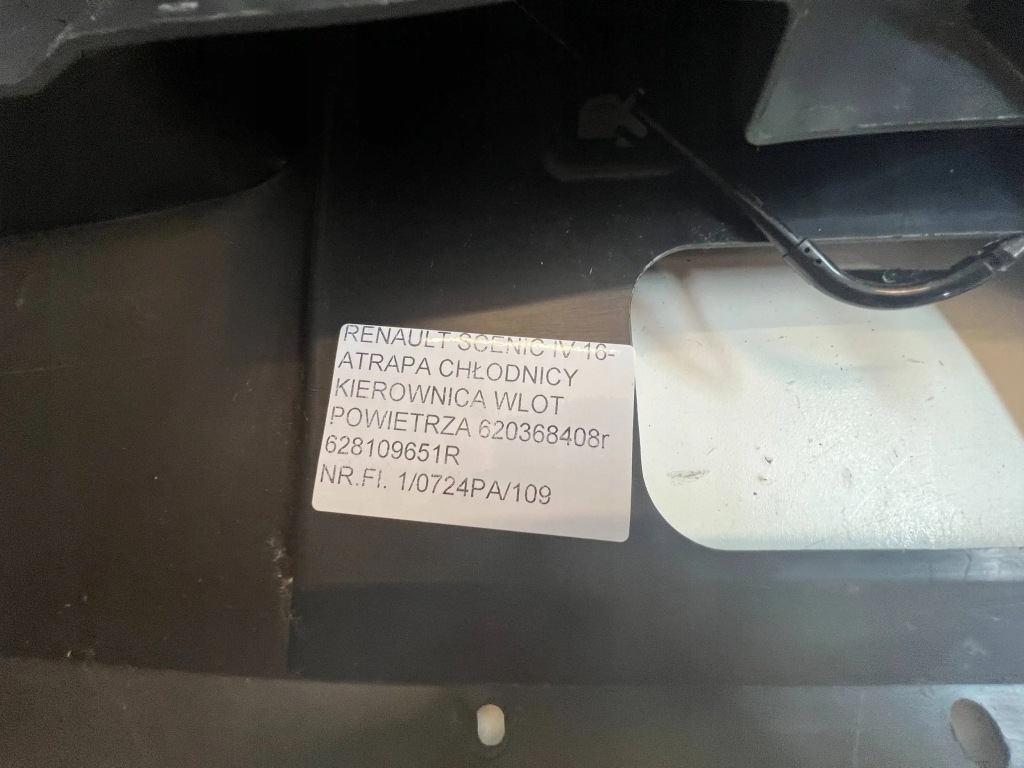 RENAULT SCENIC IV 16-
ATRAPA CHŁODNICY
KIEROWNICA WLOT
POWIETRZA 620368408r
628109651R
NR.FI. 1/0724PA/109